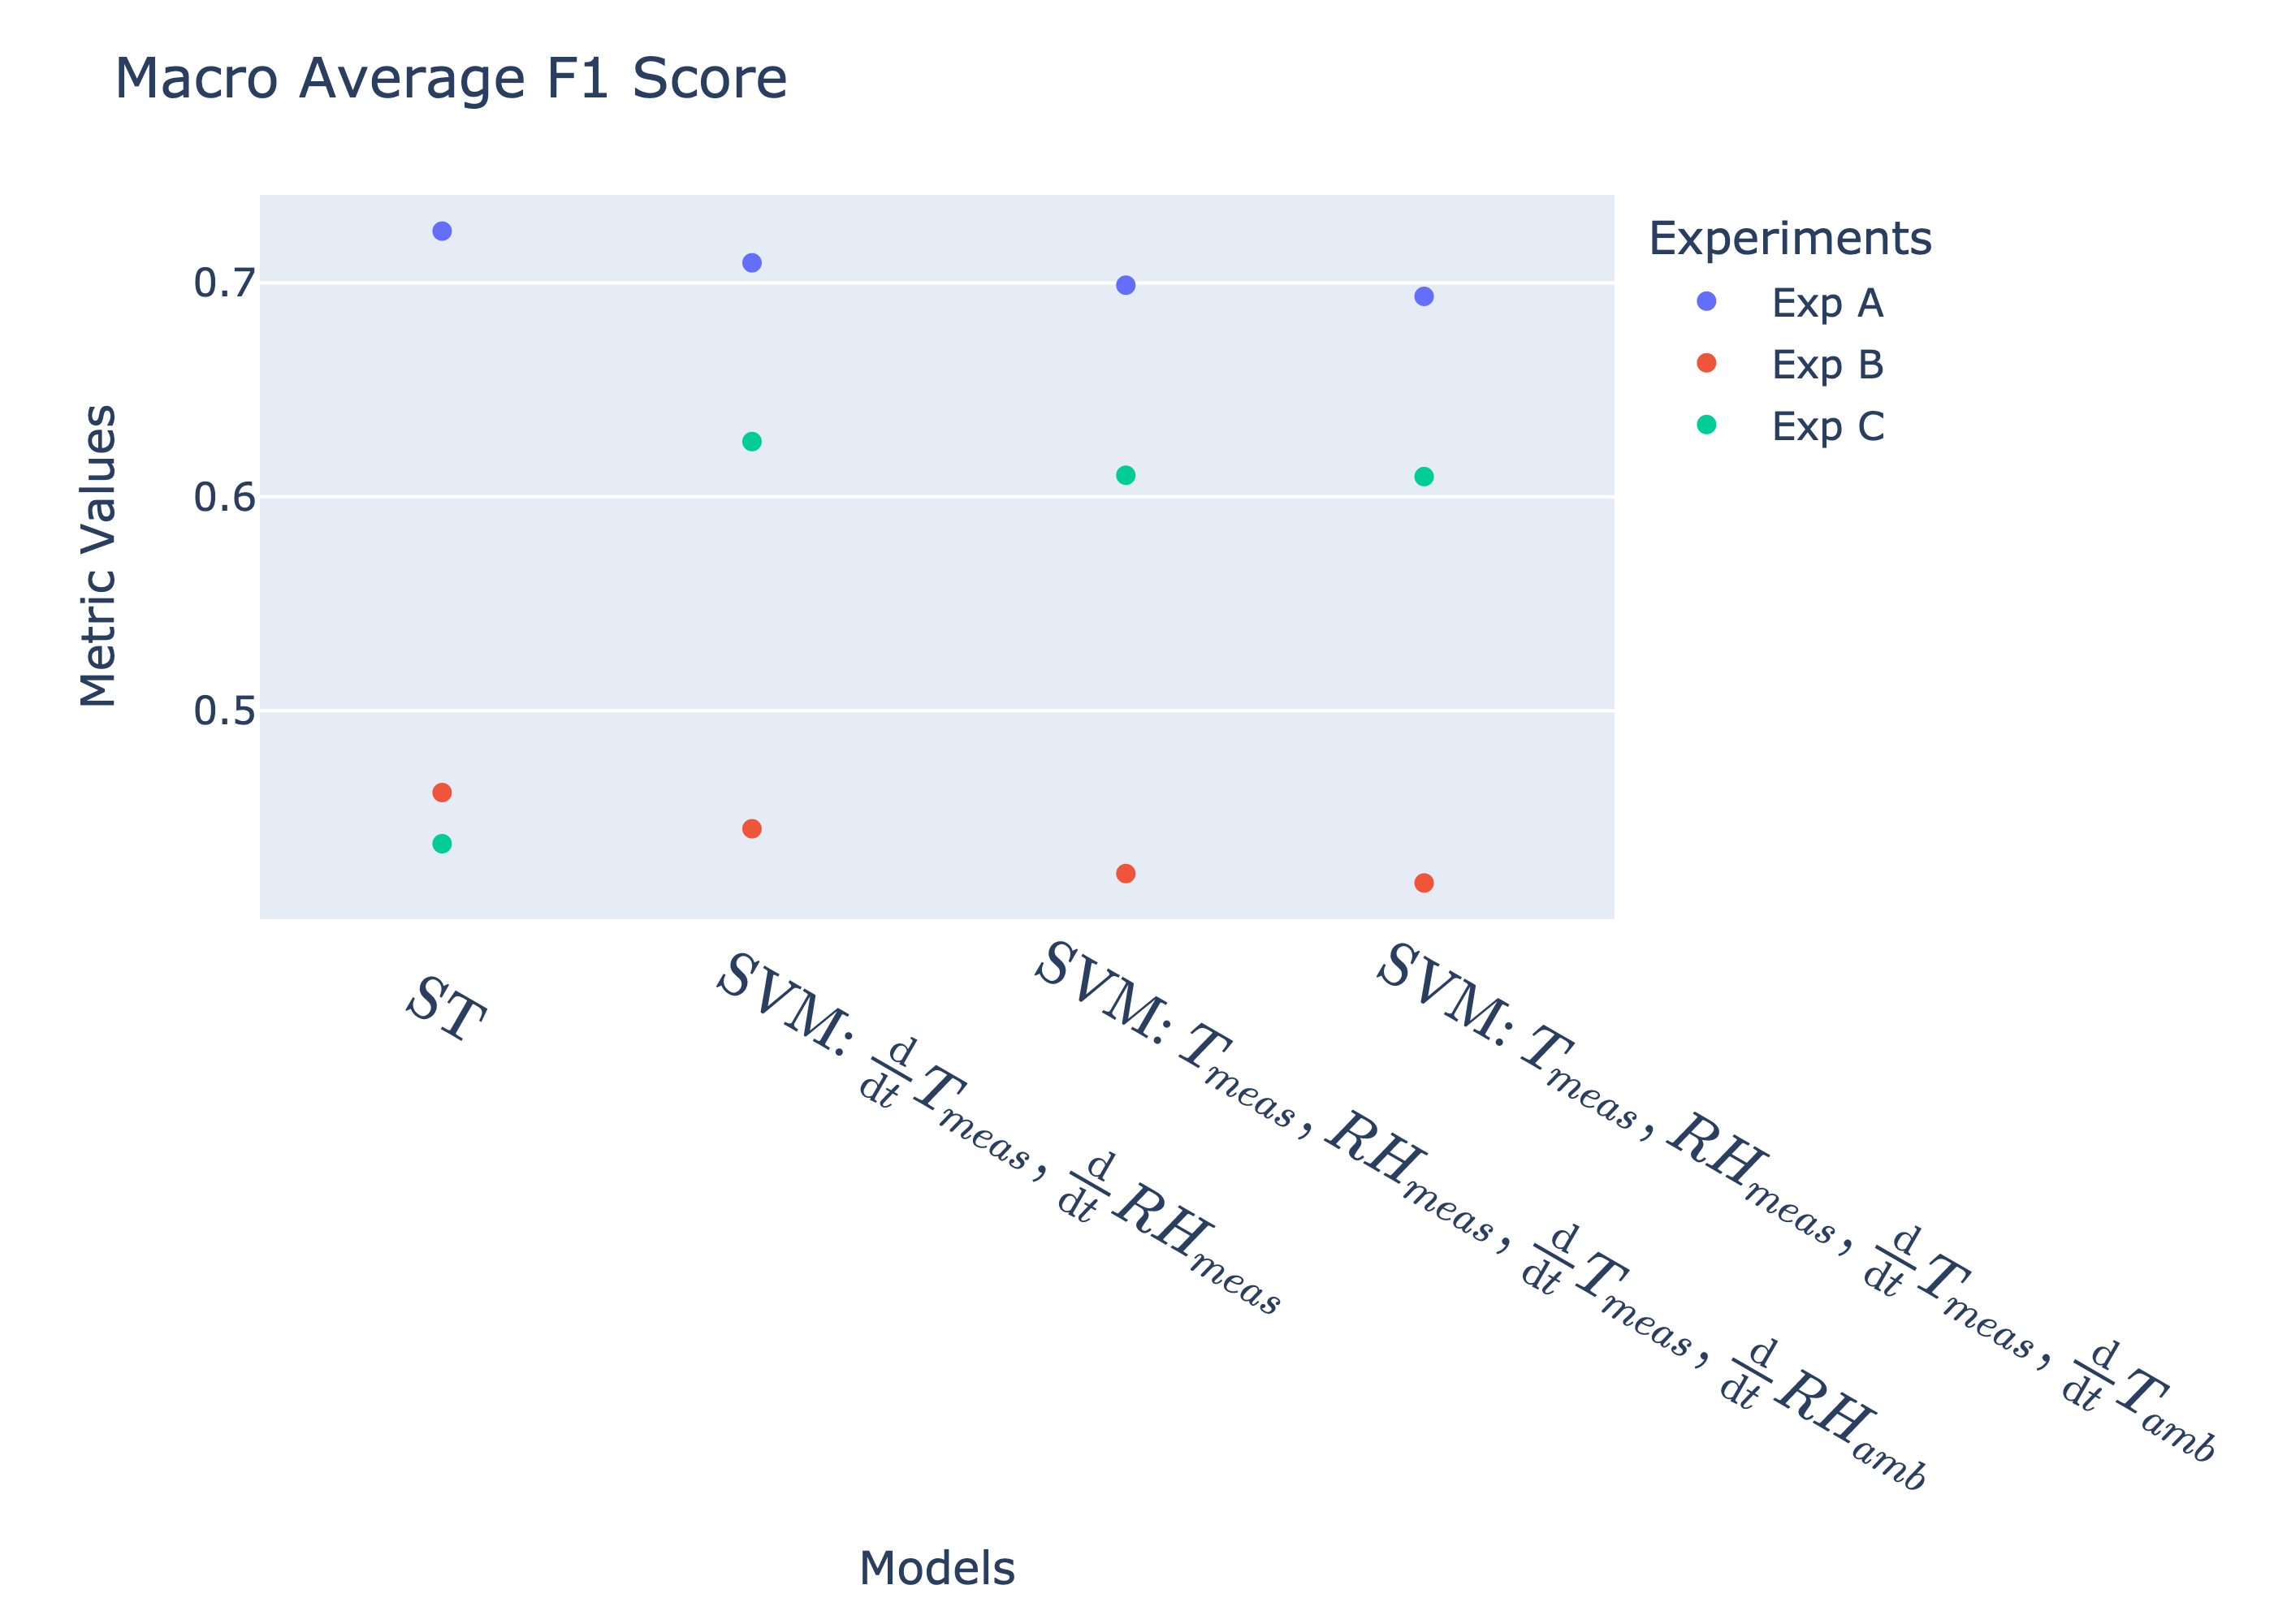 Macro Average F1 Score
Metric Values
0.7
0.6
0.5
Experiments
Exp A
Exp B
Exp C
ST
SVM: d/dt T_meas, d/dt RH_meas
SVM: T_meas, RH_meas, d/dt T_meas, d/dt RH_amb
SVM: T_meas, RH_meas, d/dt T_meas, d/dt T_amb
Models